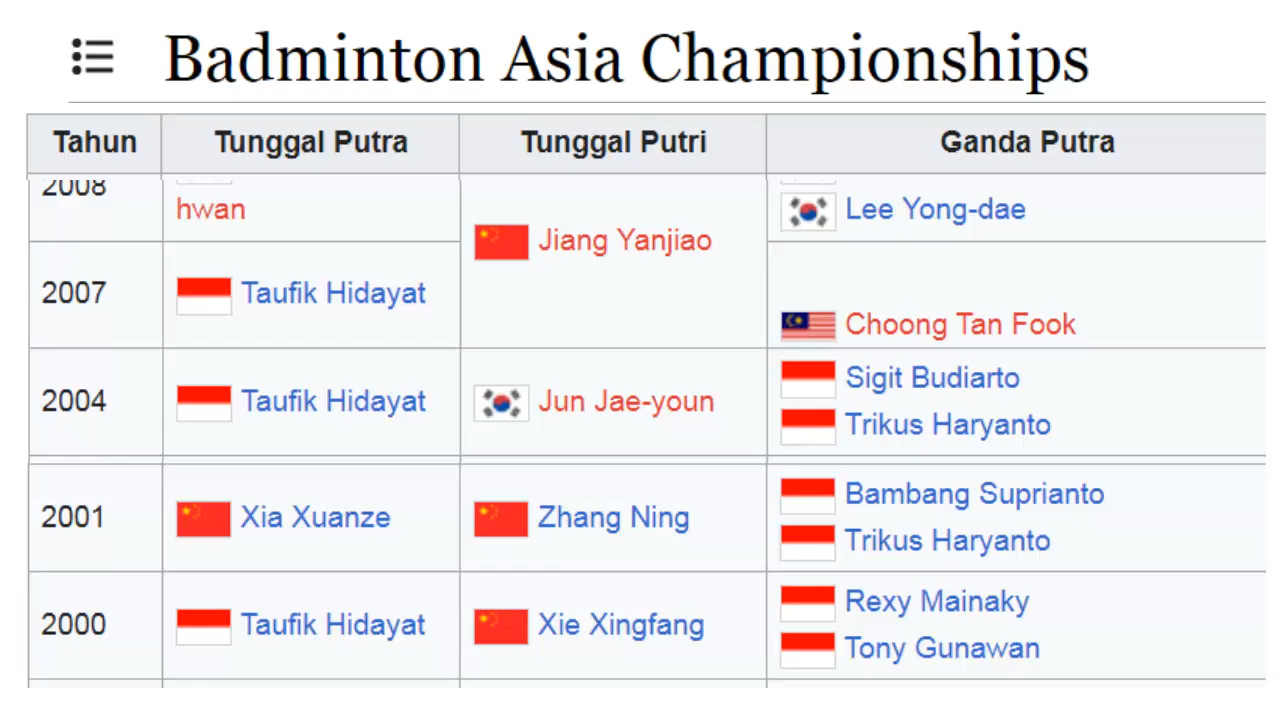 Badminton Asia Championships
Tahun Tunggal Putra Tunggal Putri Ganda Putra
2008 hwan Jiang Yanjiao Lee Yong-dae
2007 Taufik Hidayat Choong Tan Fook
2004 Taufik Hidayat Jun Jae-youn Sigit Budiarto
Trikus Haryanto
2001 Xia Xuanze Zhang Ning Bambang Suprianto
Trikus Haryanto
2000 Taufik Hidayat Xie Xingfang Rexy Mainaky
Tony Gunawan